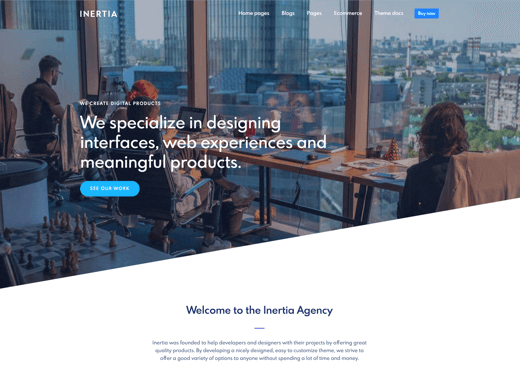 INERTIA
Home pages Blogs Pages Ecommerce Theme docs Buy now
WE CREATE DIGITAL PRODUCTS
We specialize in designing
interfaces, web experiences and
meaningful products.
SEE OUR WORK
Welcome to the Inertia Agency
Inertia was founded to help developers and designers with their projects by offering great
quality products. By developing a nicely designed, easy to customize theme, we strive to
offer a good variety of options to anyone without spending a lot of time and money.